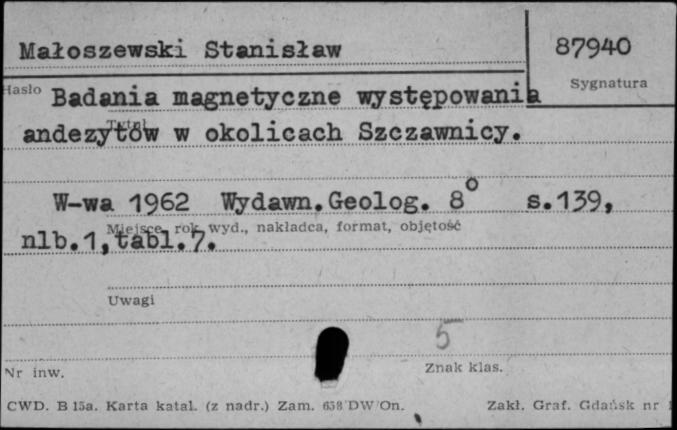 Małoszewski Stanisław
87940
Hasło
Sygnatura
Badania magnetyczne występowania
Tytuł
andezytów w okolicach Szczawnicy.
W-wa 1962 Wydawn. Geolog. 8° s.139,
Miejsce, rok wyd., nakładca, format, objętość
nlb.1, tabl.7.
Uwagi
5
Nr inw.
Znak klas.
CWD. B 15a. Karta katal. (z nadr.) Zam. 658 DW/On.
Zakł. Graf. Gdańsk nr